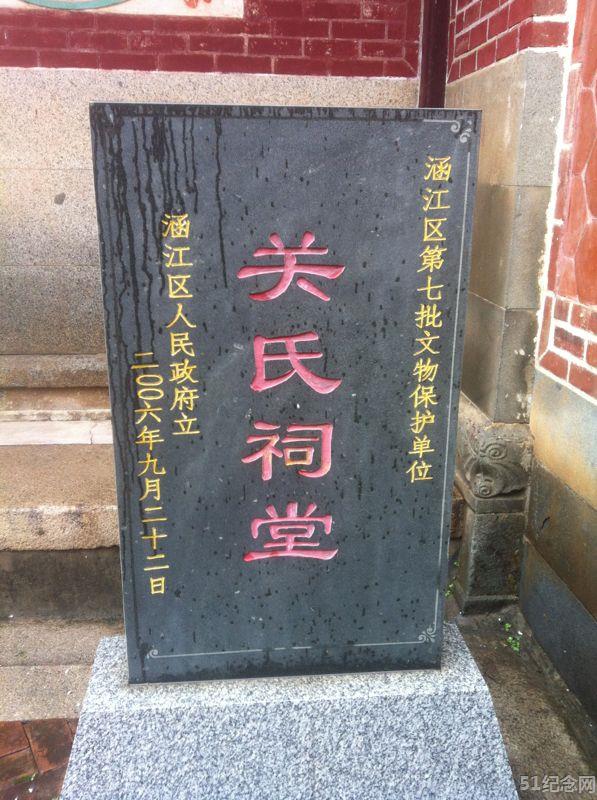 涵江区第七批文物保护单位
关氏祠堂
涵江区人民政府立
二00六年九月二十二日
51纪念网